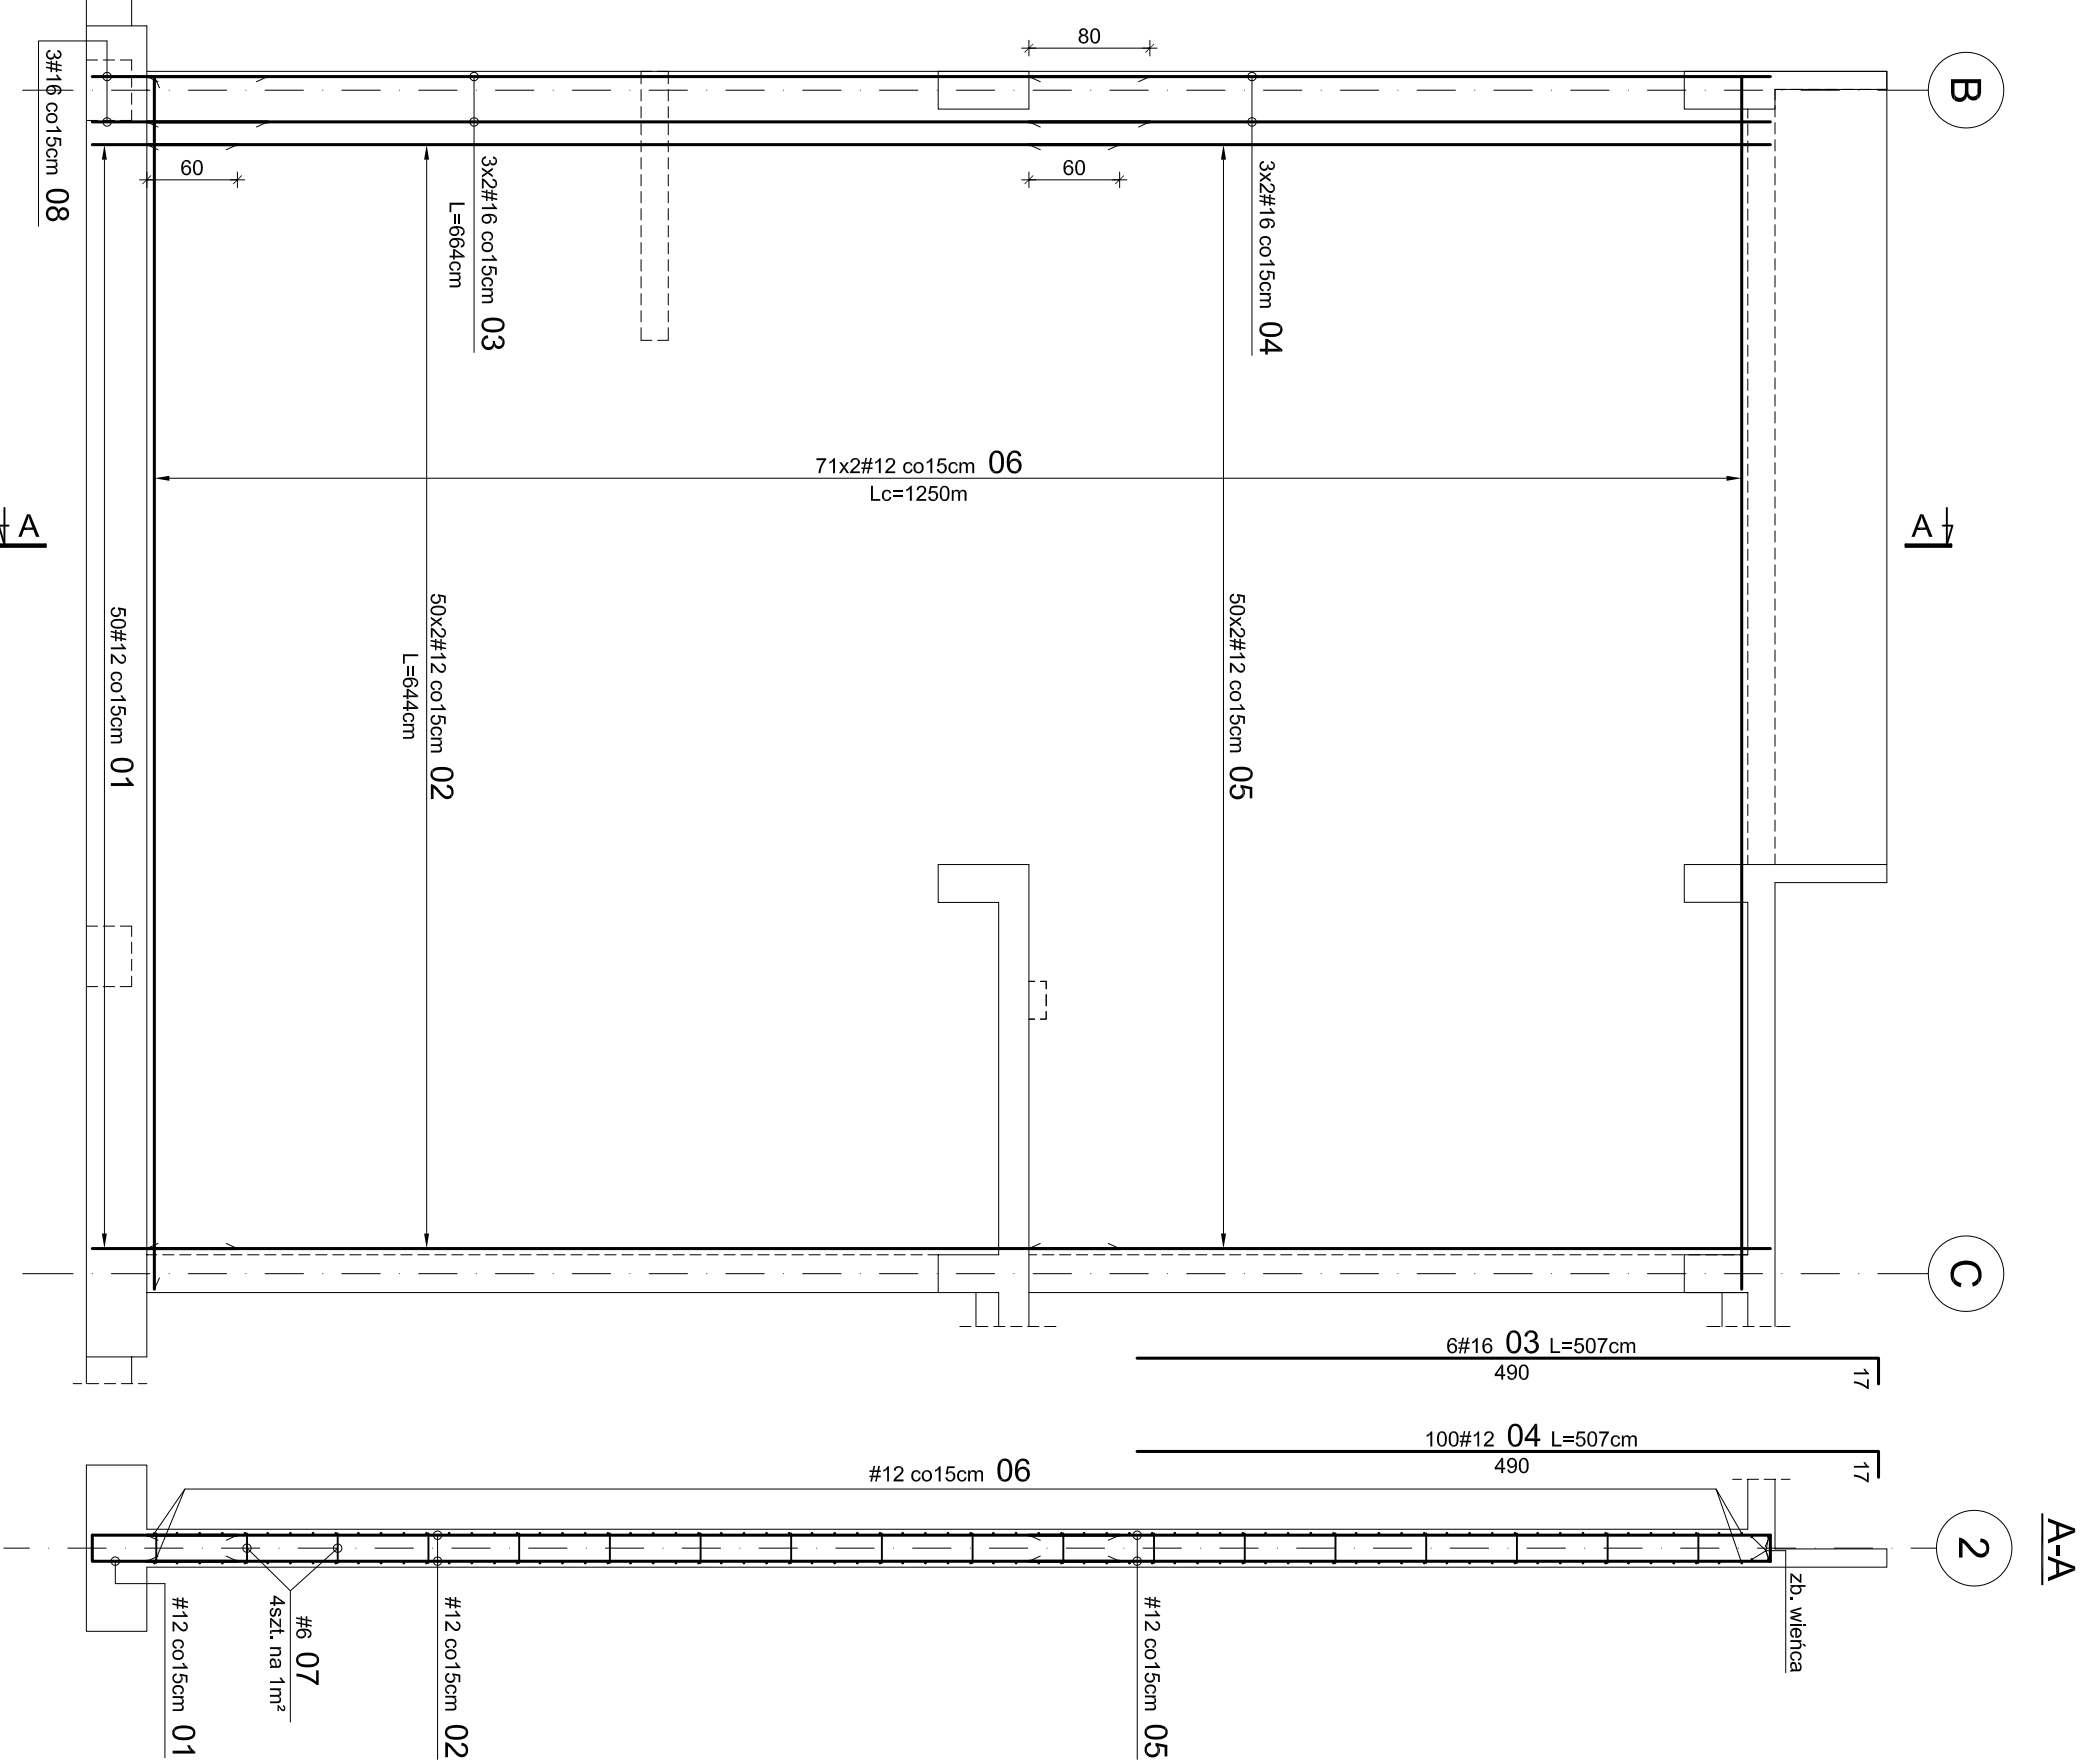 B
80
3#16 co15cm 08
60
60
3x2#16 co15cm 03
L=664cm
3x2#16 co15cm 04
71x2#12 co15cm 06
Lc=1250m
A
A
50#12 co15cm 01
50x2#12 co15cm 02
L=644cm
50x2#12 co15cm 05
C
6#16 03 L=507cm
490
17
100#12 04 L=507cm
490
17
#12 co15cm 06
A-A
2
zb. wieńca
#12 co15cm 01
#6 07
4szt. na 1m²
#12 co15cm 02
#12 co15cm 05